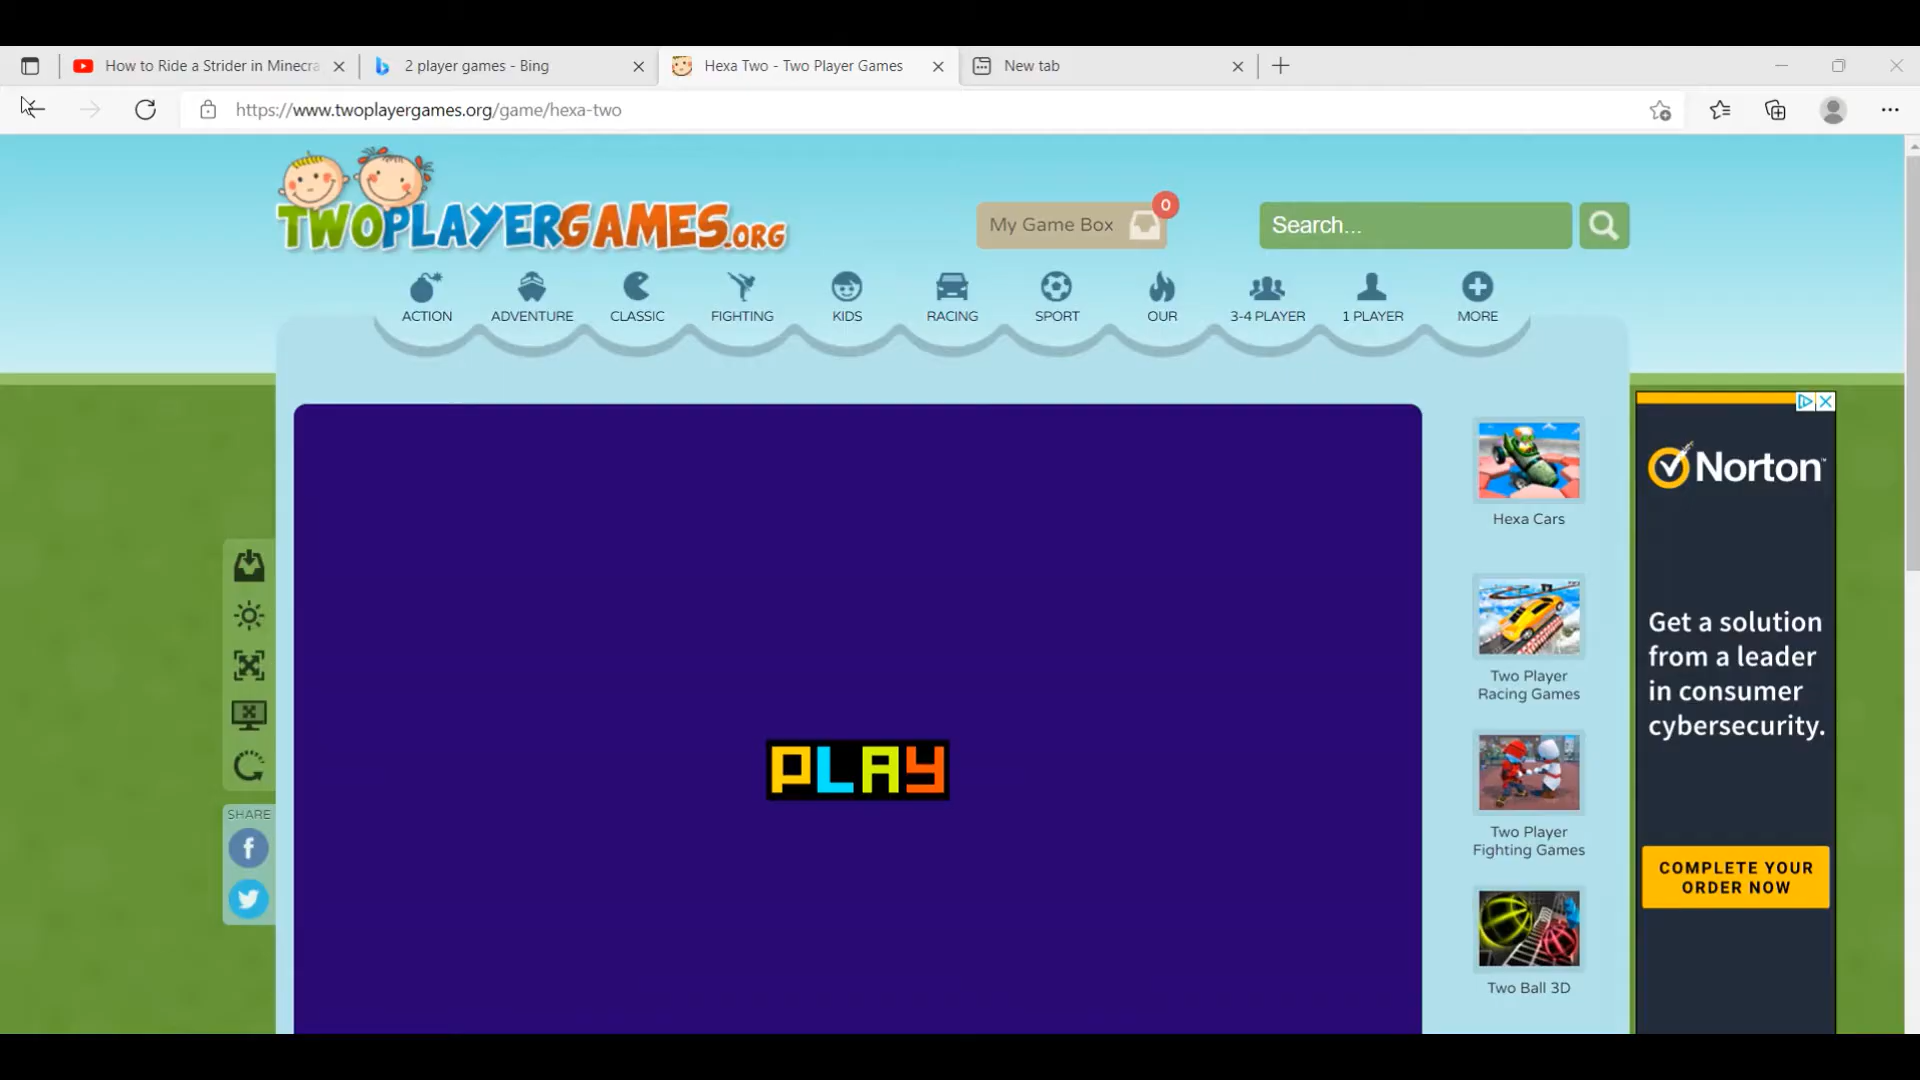 How to Ride a Strider in Minecra
2 player games - Bing
Hexa Two - Two Player Games
New tab
https://www.twoplayergames.org/game/hexa-two
TWOPLAYERGAMES.ORG
My Game Box
0
Search...
ACTION
ADVENTURE
CLASSIC
FIGHTING
KIDS
RACING
SPORT
OUR
3-4 PLAYER
1 PLAYER
MORE
PLAY
SHARE
Hexa Cars
Two Player
Racing Games
Two Player
Fighting Games
Two Ball 3D
Norton
Get a solution
from a leader
in consumer
cybersecurity.
COMPLETE YOUR
ORDER NOW